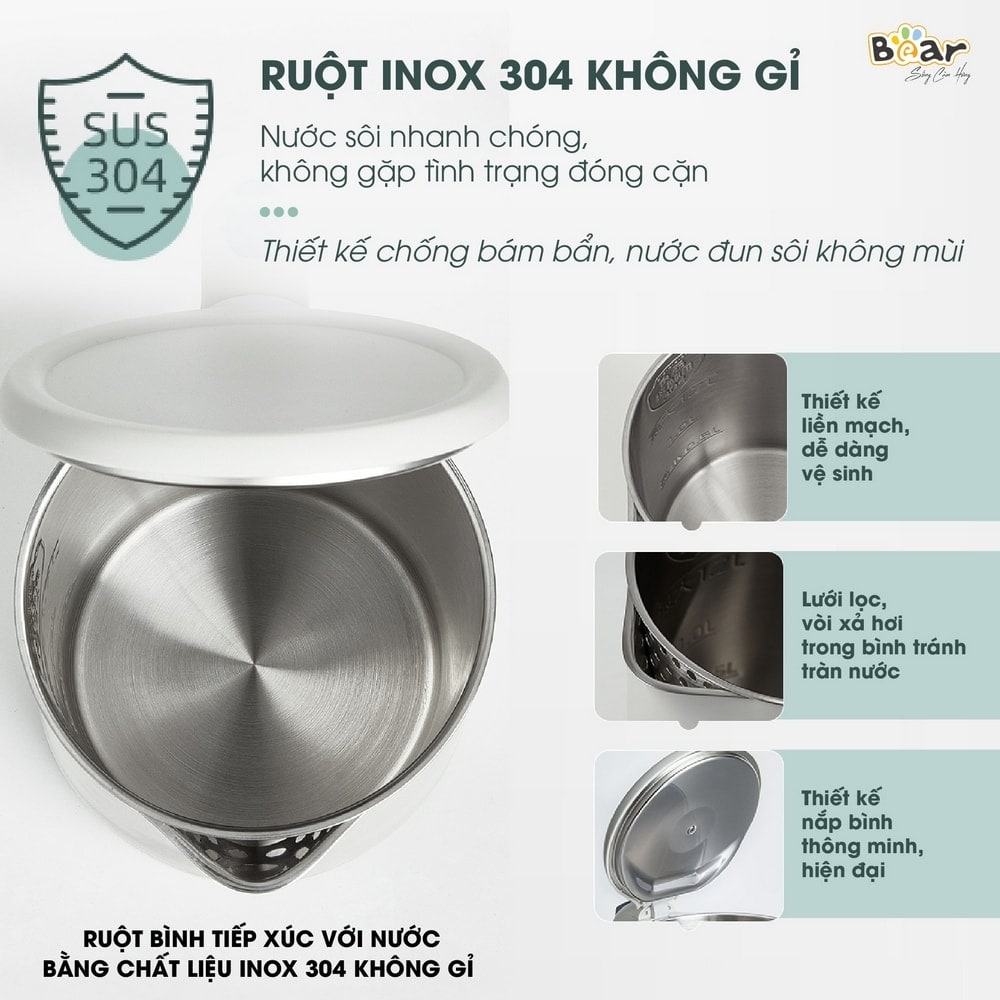 Bear
Sống Cảm Hứng
RUỘT INOX 304 KHÔNG GỈ
SUS
304
Nước sôi nhanh chóng,
không gặp tình trạng đóng cặn
Thiết kế chống bám bẩn, nước đun sôi không mùi
Thiết kế
liền mạch,
dễ dàng
vệ sinh
Lưới lọc,
vòi xả hơi
trong bình tránh
tràn nước
Thiết kế
nắp bình
thông minh,
hiện đại
RUỘT BÌNH TIẾP XÚC VỚI NƯỚC
BẰNG CHẤT LIỆU INOX 304 KHÔNG GỈ